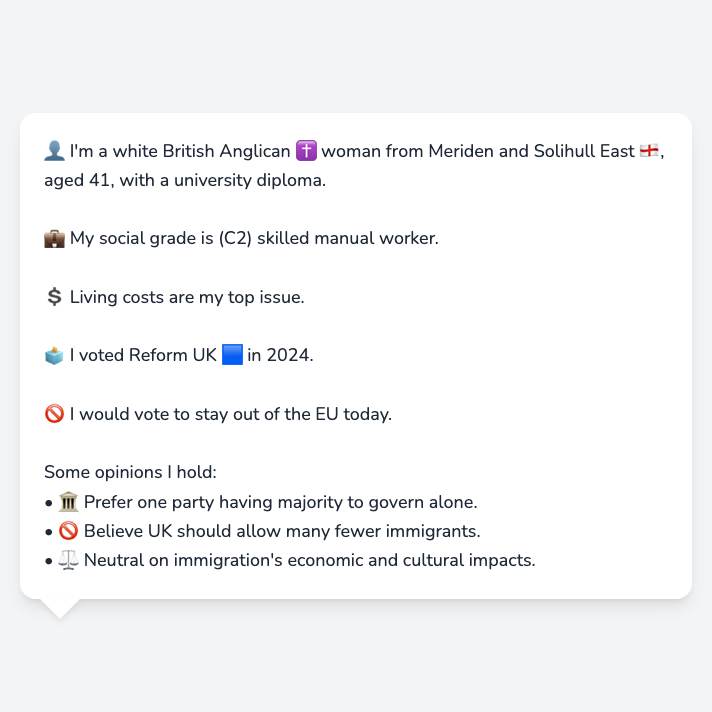 👤 I'm a white British Anglican ✝️ woman from Meriden and Solihull East 🏴󠁧󠁢󠁥󠁮󠁧󠁿,
aged 41, with a university diploma.
💼 My social grade is (C2) skilled manual worker.
💲 Living costs are my top issue.
🗳️ I voted Reform UK 🟦 in 2024.
🚫 I would vote to stay out of the EU today.
Some opinions I hold:
• 🏛️ Prefer one party having majority to govern alone.
• 🚫 Believe UK should allow many fewer immigrants.
• ⚖️ Neutral on immigration's economic and cultural impacts.